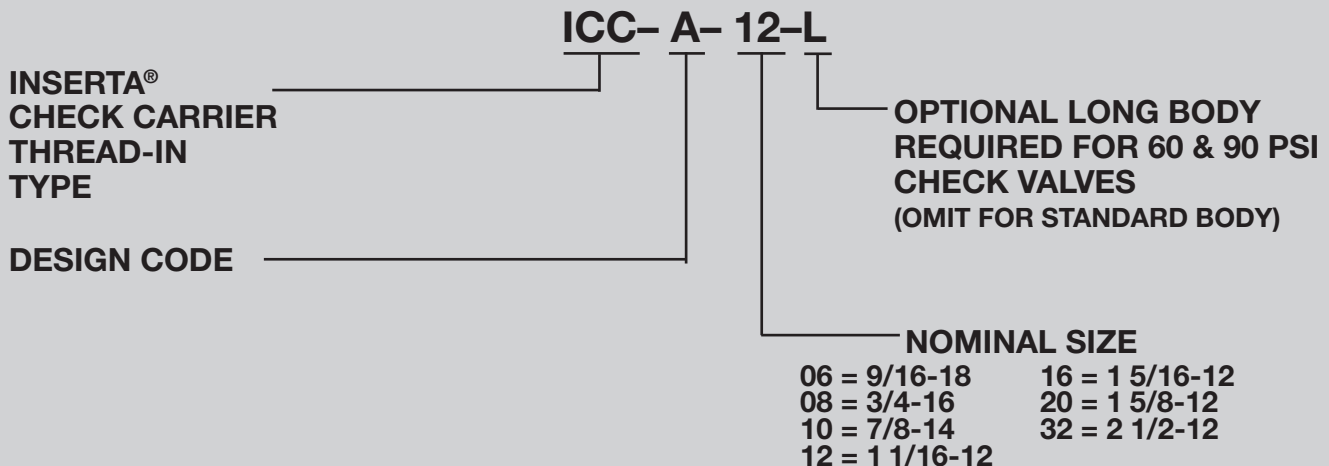 ICC– A– 12–L
INSERTA®
CHECK CARRIER
THREAD-IN
TYPE
OPTIONAL LONG BODY
REQUIRED FOR 60 & 90 PSI
CHECK VALVES
(OMIT FOR STANDARD BODY)
DESIGN CODE
NOMINAL SIZE
06 = 9/16-18
08 = 3/4-16
10 = 7/8-14
12 = 1 1/16-12
16 = 1 5/16-12
20 = 1 5/8-12
32 = 2 1/2-12